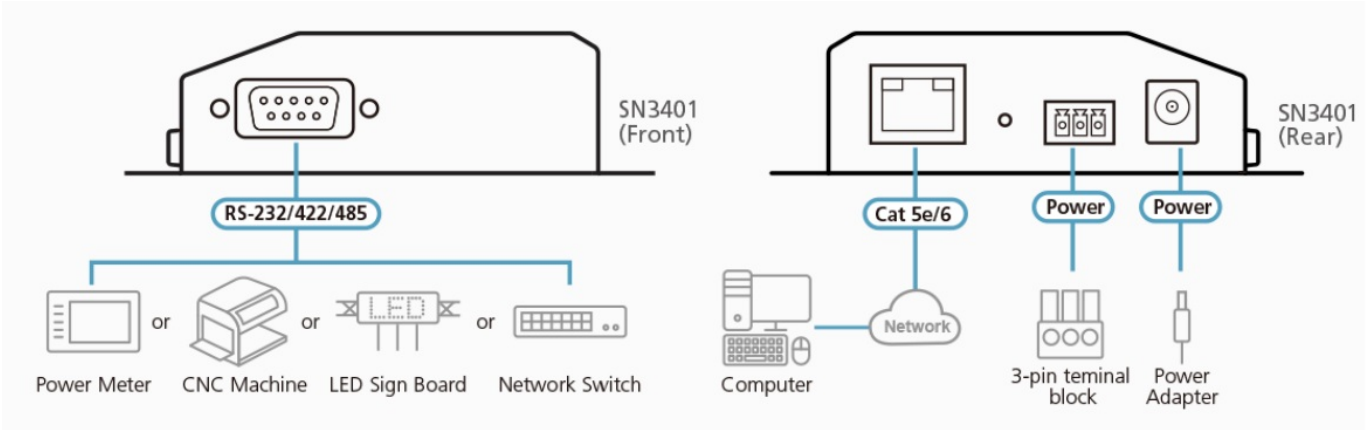 SN3401
(Front)
SN3401
(Rear)
RS-232/422/485
Cat 5e/6
Power
Power
or
or
LED
or
Network
Power Meter
CNC Machine
LED Sign Board
Network Switch
Computer
3-pin teminal
block
Power
Adapter